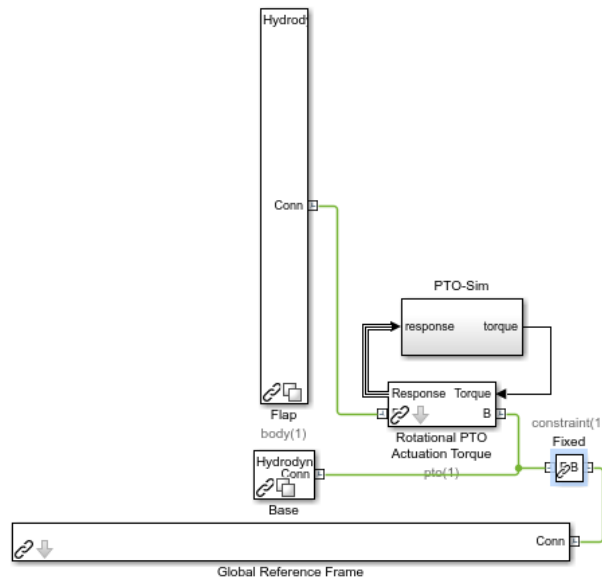 Hydrody
Conn
Flap
body(1)
PTO-Sim
response torque
Response Torque
B
Rotational PTO
Actuation Torque
pto(1)
constraint(1
Fixed
B
Hydrodyn
Conn
Base
Conn
Global Reference Frame